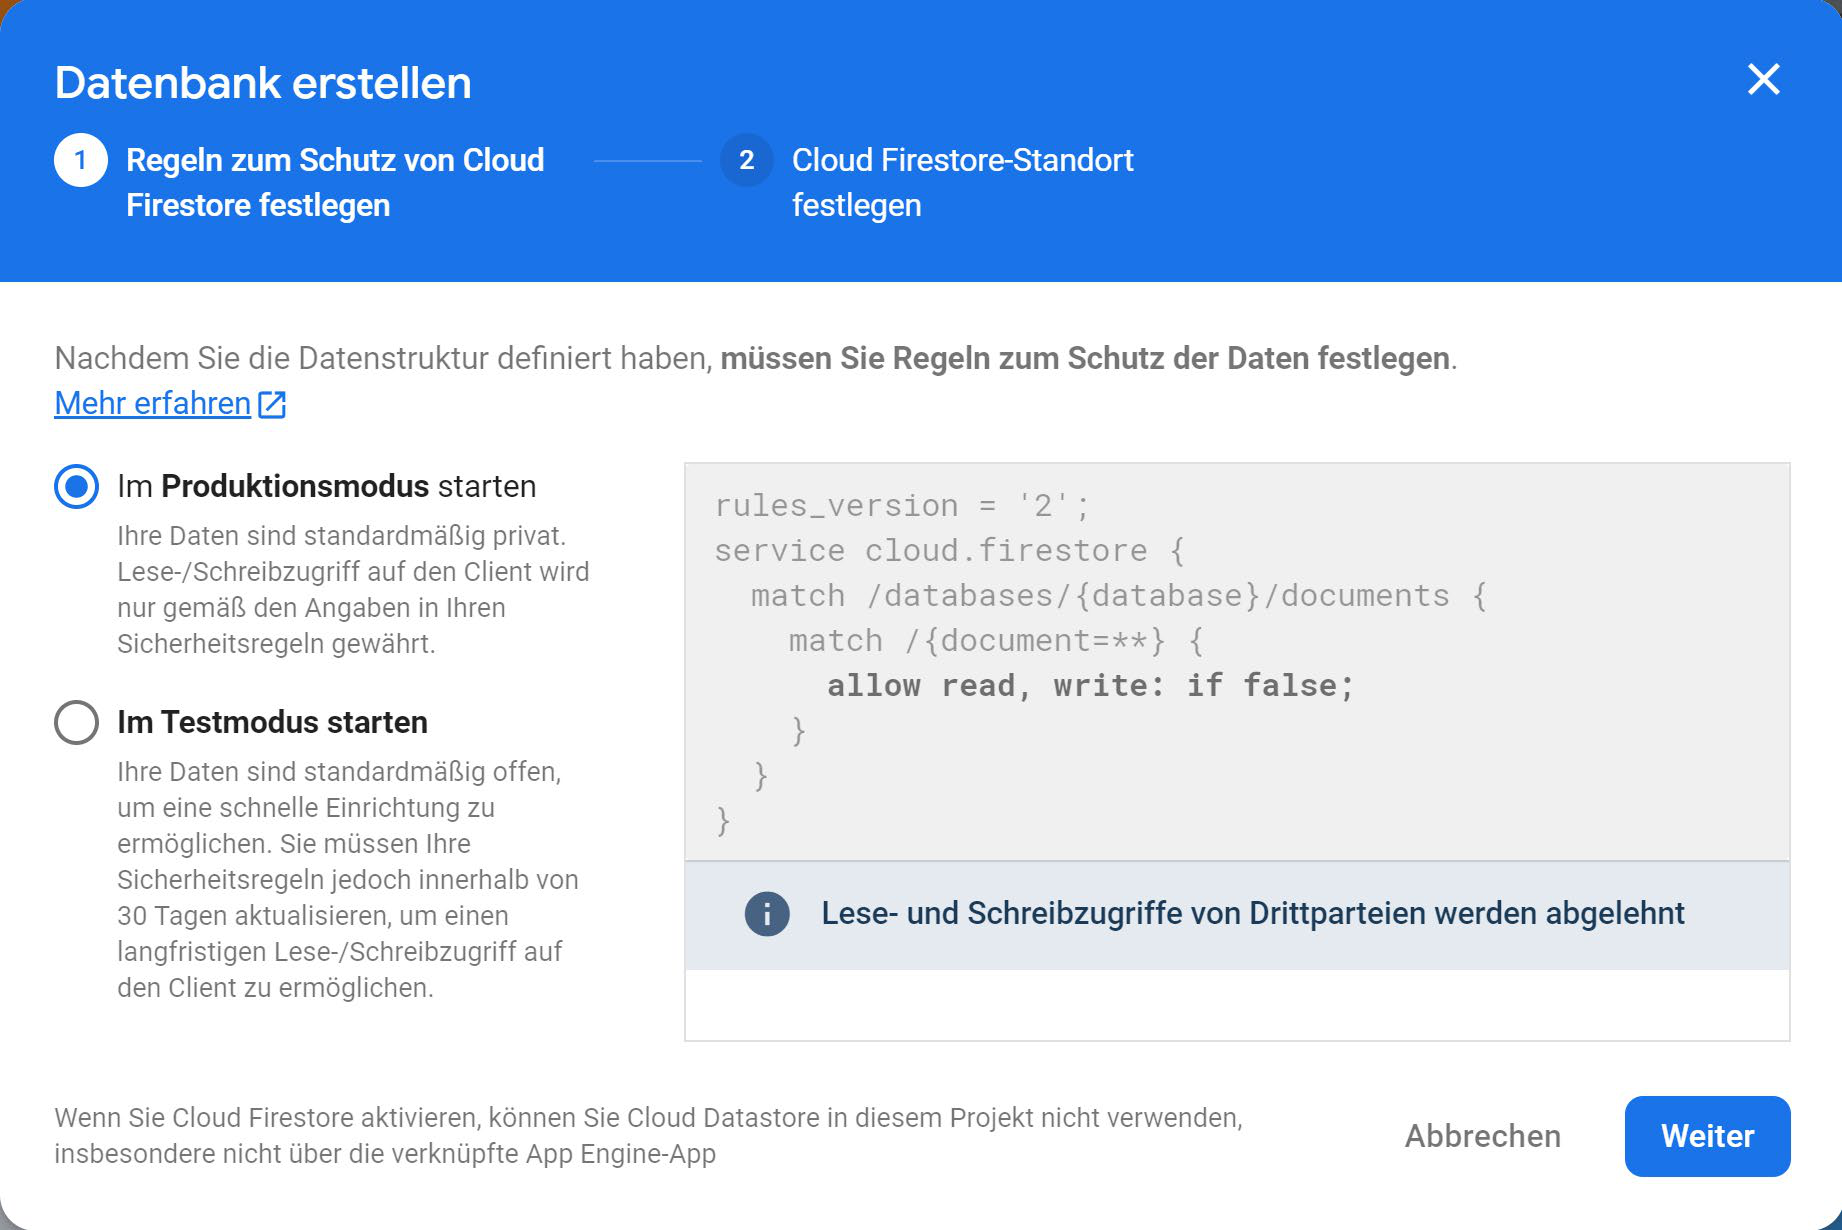 Datenbank erstellen
1 Regeln zum Schutz von Cloud
Firestore festlegen
2 Cloud Firestore-Standort
festlegen
Nachdem Sie die Datenstruktur definiert haben, müssen Sie Regeln zum Schutz der Daten festlegen.
Mehr erfahren
Im Produktionsmodus starten
Ihre Daten sind standardmäßig privat.
Lese-/Schreibzugriff auf den Client wird
nur gemäß den Angaben in Ihren
Sicherheitsregeln gewährt.
Im Testmodus starten
Ihre Daten sind standardmäßig offen,
um eine schnelle Einrichtung zu
ermöglichen. Sie müssen Ihre
Sicherheitsregeln jedoch innerhalb von
30 Tagen aktualisieren, um einen
langfristigen Lese-/Schreibzugriff auf
den Client zu ermöglichen.
rules_version = '2';
service cloud.firestore {
  match /databases/{database}/documents {
    match /{document=**} {
      allow read, write: if false;
    }
  }
}
Lese- und Schreibzugriffe von Drittparteien werden abgelehnt
Wenn Sie Cloud Firestore aktivieren, können Sie Cloud Datastore in diesem Projekt nicht verwenden,
insbesondere nicht über die verknüpfte App Engine-App
Abbrechen
Weiter